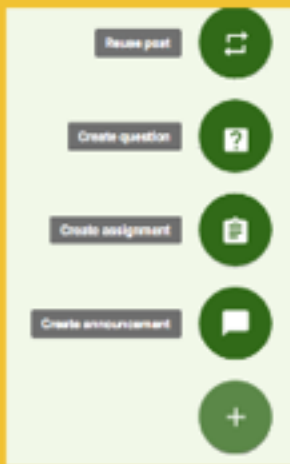 Reuse post
Create question
Create assignment
Create announcement